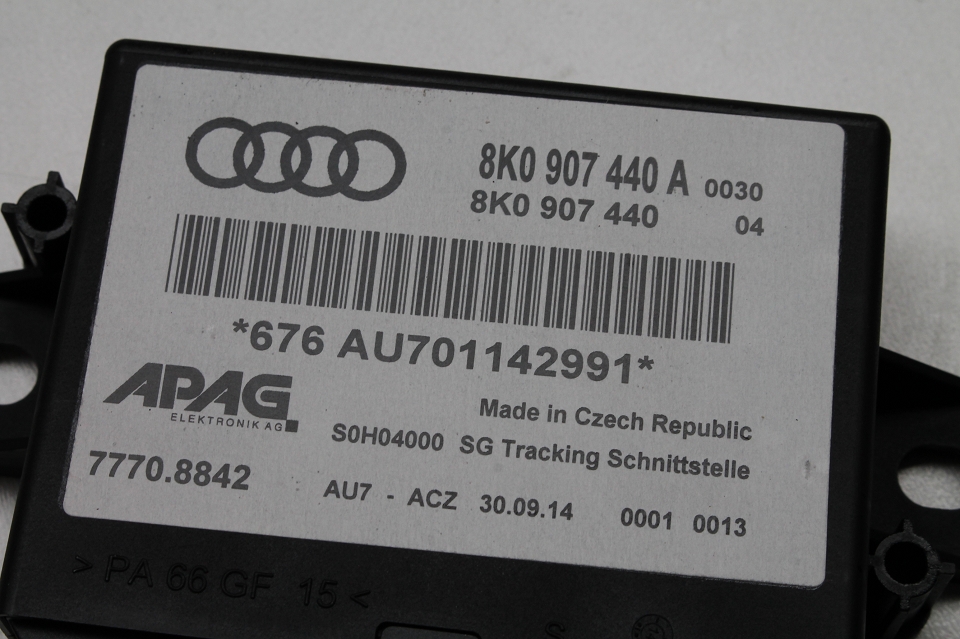 8K0 907 440 A 0030
8K0 907 440 04
*676 AU701142991*
APAG
ELEKTRONIK AG
Made in Czech Republic
S0H04000 SG Tracking Schnittstelle
7770.8842
AU7 - ACZ 30.09.14 0001 0013
> PA 66 GF 15 <